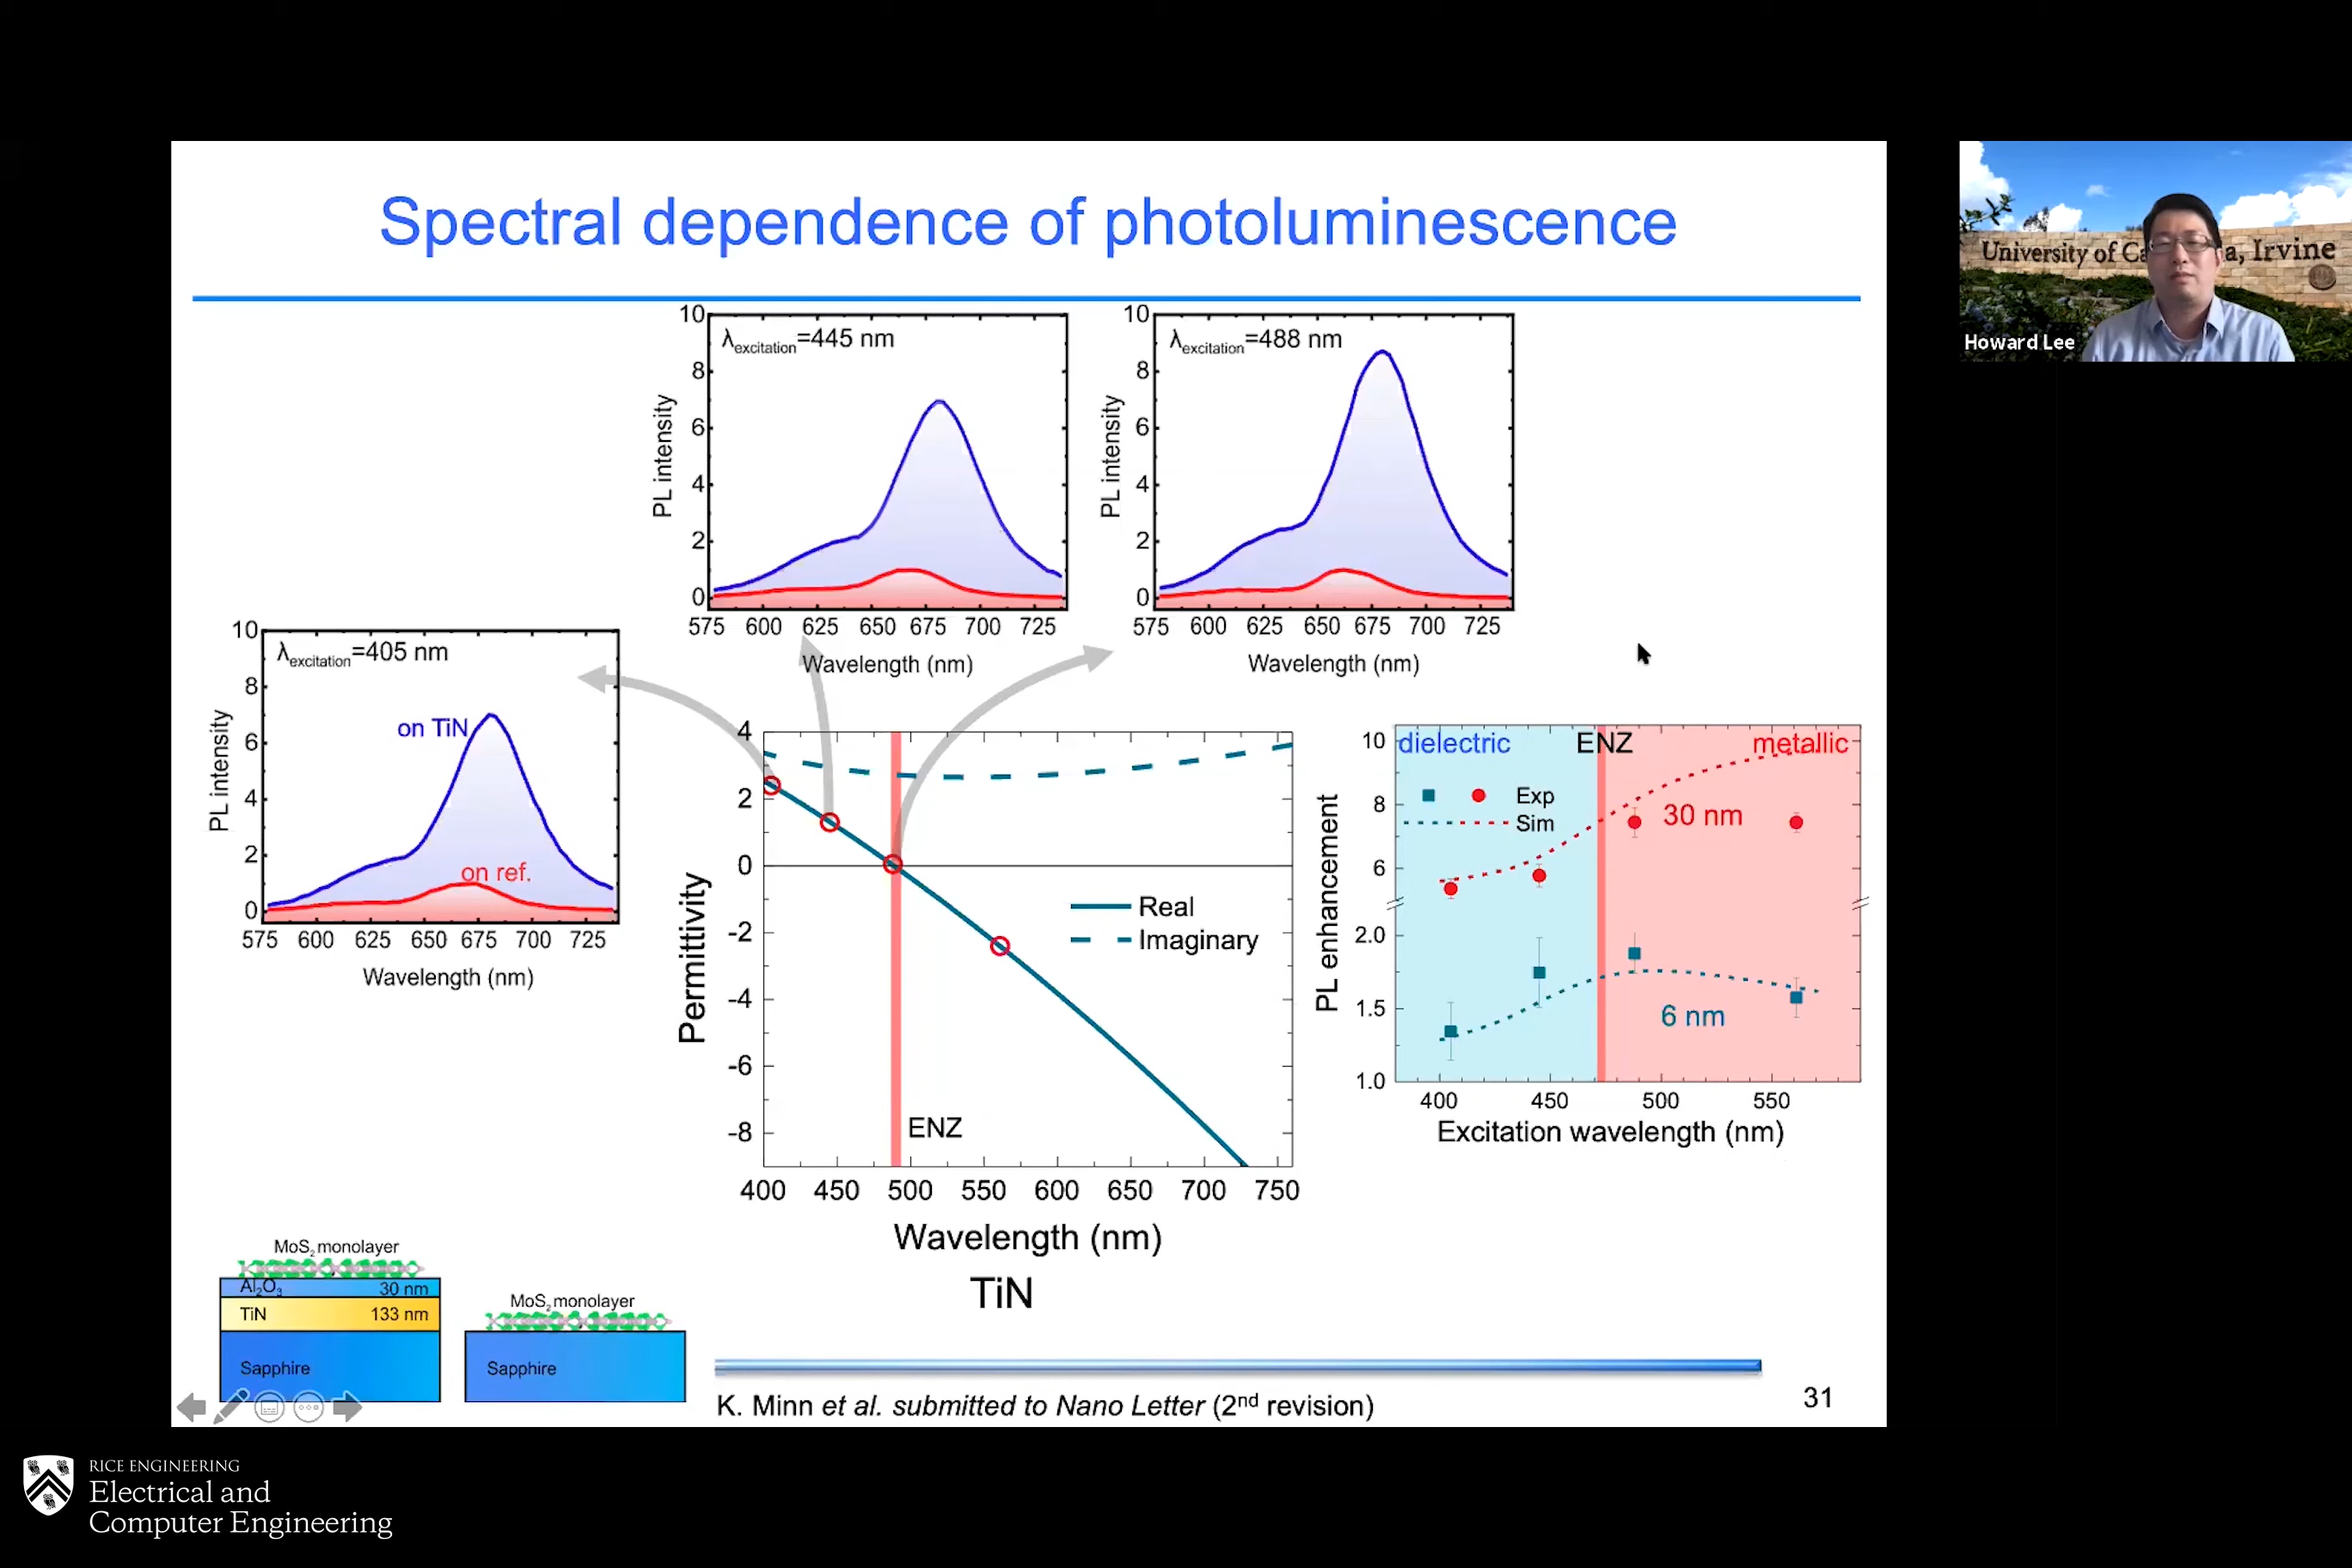 Spectral dependence of photoluminescence
10
8
6
4
2
0
λexcitation=445 nm
PL intensity
575 600 625 650 675 700 725
Wavelength (nm)
10
8
6
4
2
0
λexcitation=488 nm
PL intensity
575 600 625 650 675 700 725
Wavelength (nm)
10
8
6
4
2
0
λexcitation=405 nm
on TiN
on ref.
PL intensity
575 600 625 650 675 700 725
Wavelength (nm)
4
2
0
-2
-4
-6
-8
Permittivity
Real
Imaginary
ENZ
400 450 500 550 600 650 700 750
Wavelength (nm)
TiN
10
8
6
2.0
1.5
1.0
dielectric ENZ metallic
Exp
Sim
30 nm
6 nm
PL enhancement
400 450 500 550
Excitation wavelength (nm)
MoS2 monolayer
Al2O3 30 nm
TiN 133 nm
Sapphire
MoS2 monolayer
Sapphire
K. Minn et al. submitted to Nano Letter (2nd revision)
31
University of Ca a, Irvine
Howard Lee
RICE ENGINEERING
Electrical and
Computer Engineering